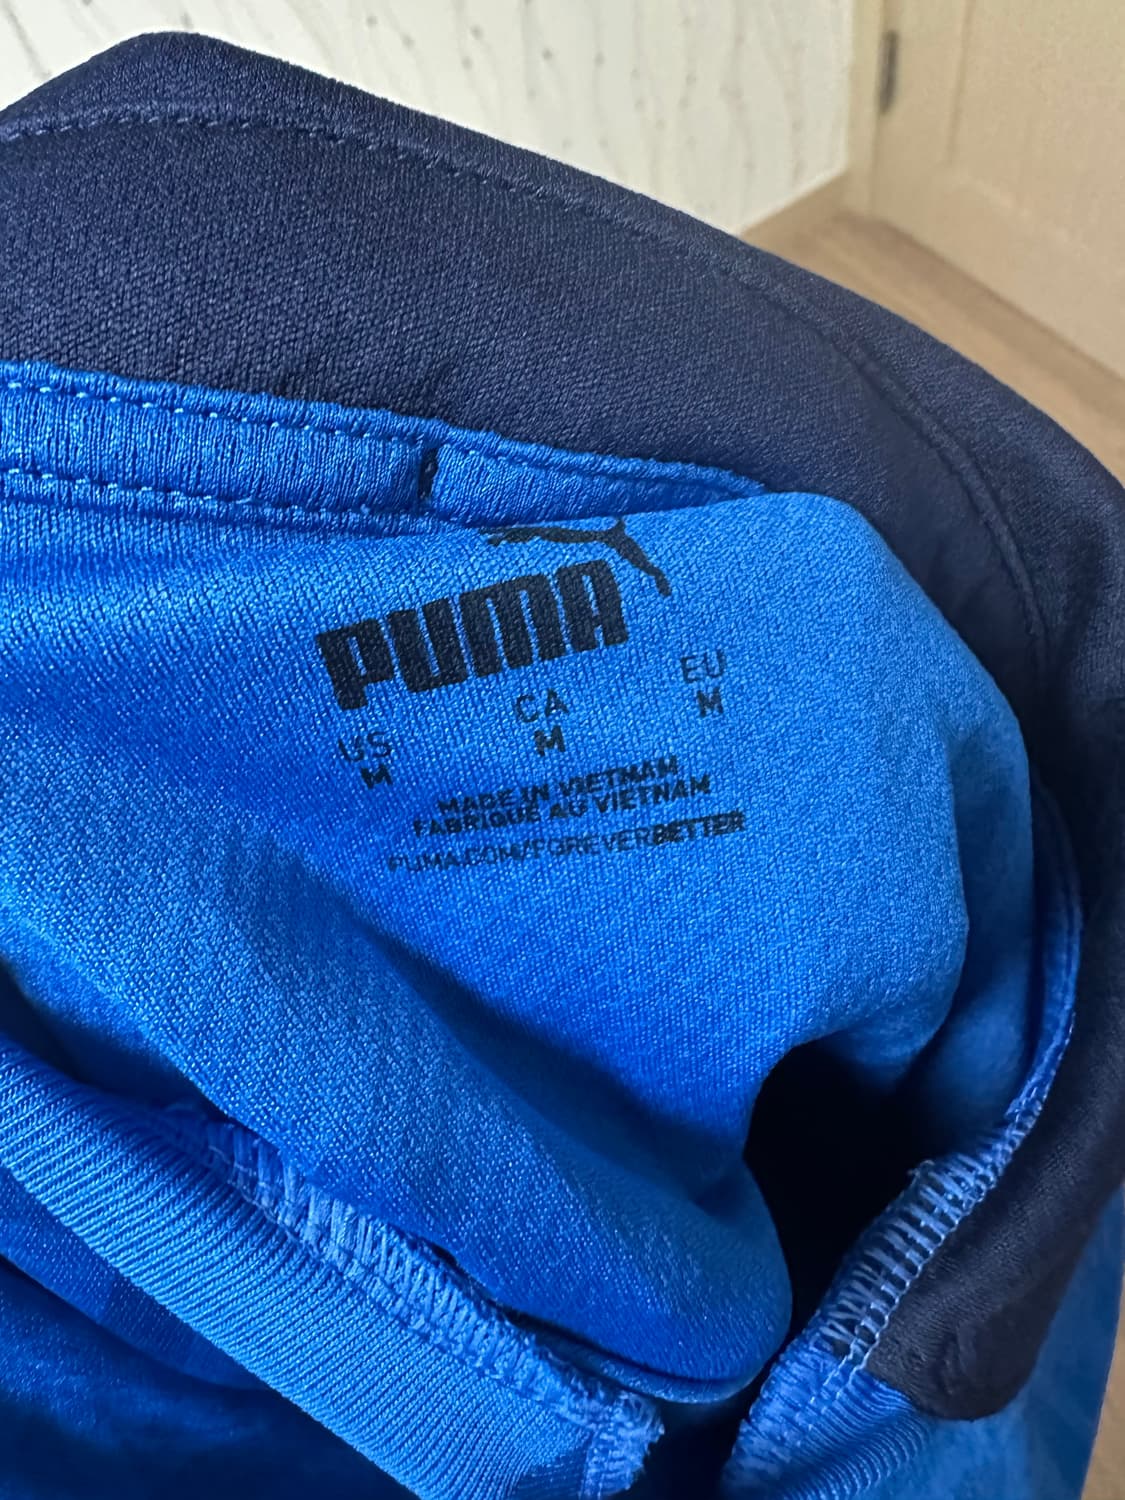 PUMA
US CA EU
M M M
MADE IN VIETNAM
FABRIQUE AU VIETNAM
PUMA.COM/FOREVERBETTER